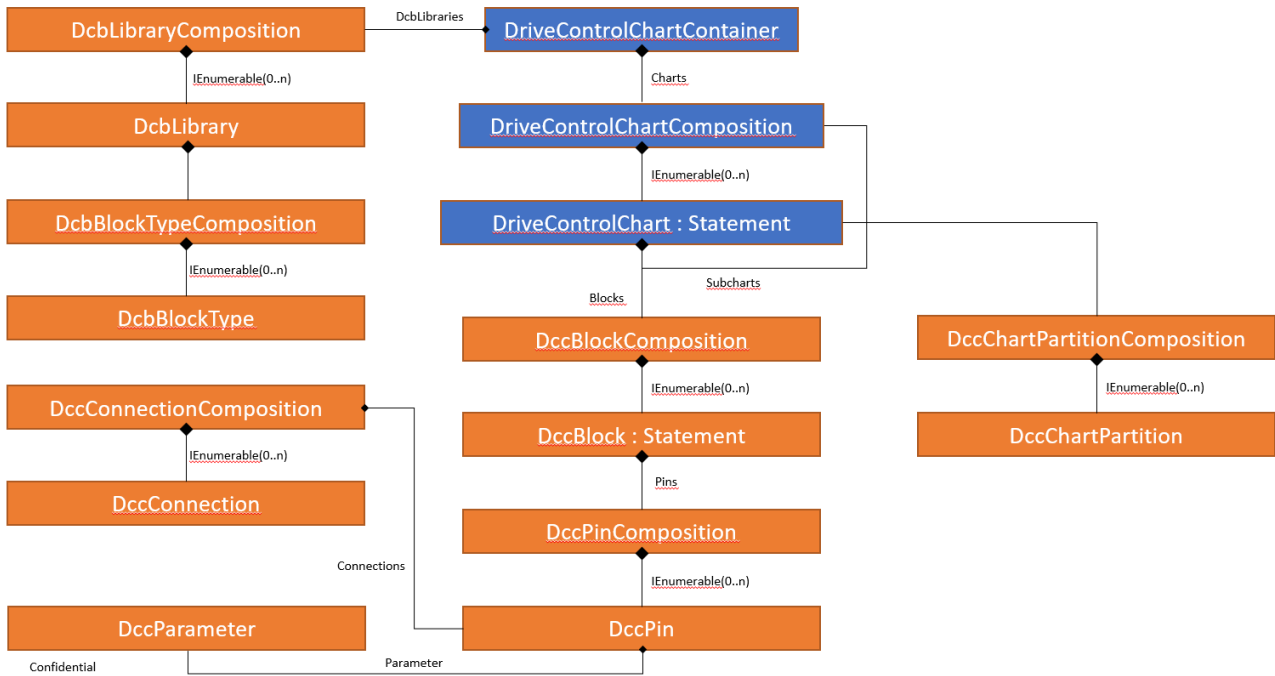 DcbLibraryComposition
DcbLibraries
DriveControlChartContainer
IEnumerable(0..n)
Charts
DcbLibrary
DriveControlChartComposition
IEnumerable(0..n)
DcbBlockTypeComposition
DriveControlChart : Statement
IEnumerable(0..n)
Subcharts
Blocks
DcbBlockType
DccBlockComposition
DccChartPartitionComposition
IEnumerable(0..n)
IEnumerable(0..n)
DccConnectionComposition
DccBlock : Statement
DccChartPartition
IEnumerable(0..n)
Pins
DccConnection
DccPinComposition
Connections
IEnumerable(0..n)
DccParameter
DccPin
Confidential
Parameter